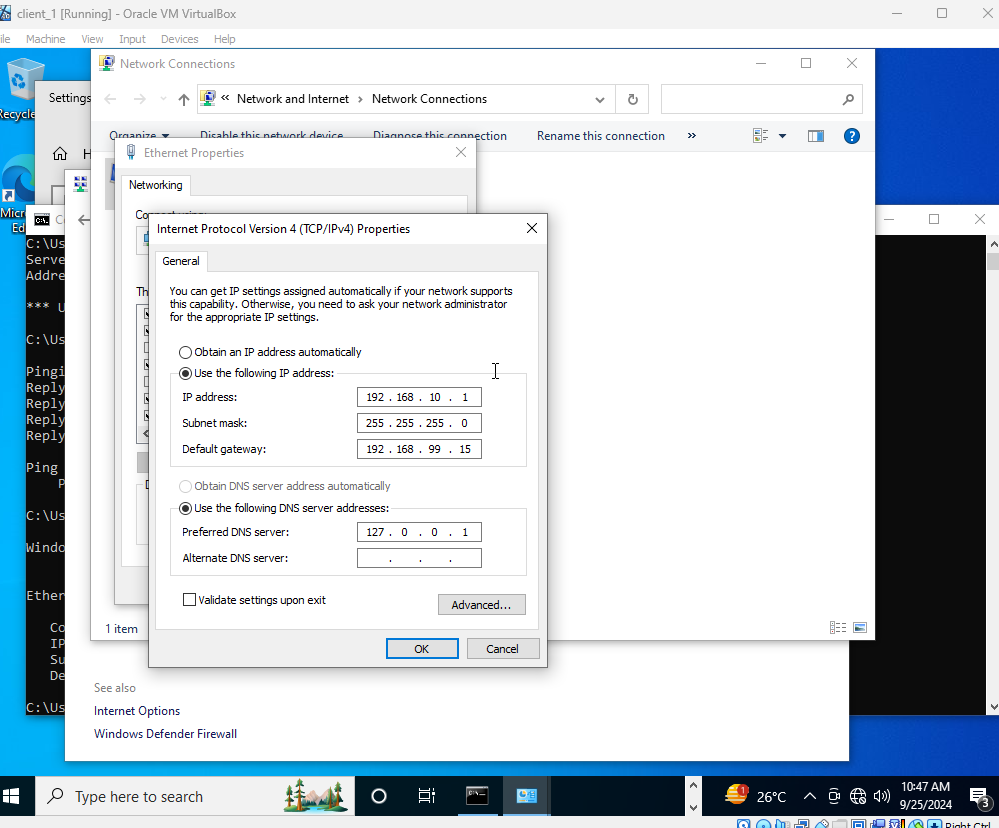 client_1 [Running] - Oracle VM VirtualBox
ile Machine View Input Devices Help
Network Connections
Settings
« Network and Internet › Network Connections
Recycle
Organize Disable this network device Diagnose this connection Rename this connection »
Ethernet Properties
H
Networking
Micr
Ed
C
Connect using:
Internet Protocol Version 4 (TCP/IPv4) Properties
C:\Us
General
Serve
Addre
Th
You can get IP settings assigned automatically if your network supports
this capability. Otherwise, you need to ask your network administrator
for the appropriate IP settings.
*** U
C:\Us
Obtain an IP address automatically
Pingi
Use the following IP address:
Reply
IP address: 192 . 168 . 10 . 1
Reply
Reply
Subnet mask: 255 . 255 . 255 . 0
Reply
Default gateway: 192 . 168 . 99 . 15
Ping
P
Obtain DNS server address automatically
C:\Us
Use the following DNS server addresses:
Preferred DNS server: 127 . 0 . 0 . 1
Windo
Alternate DNS server: . . .
Ether
Validate settings upon exit
Advanced...
Co
1 item
IP
OK Cancel
Su
De
See also
C:\Us
Internet Options
Windows Defender Firewall
Type here to search
26°C
10:47 AM
9/25/2024
3
1
Right Ctrl